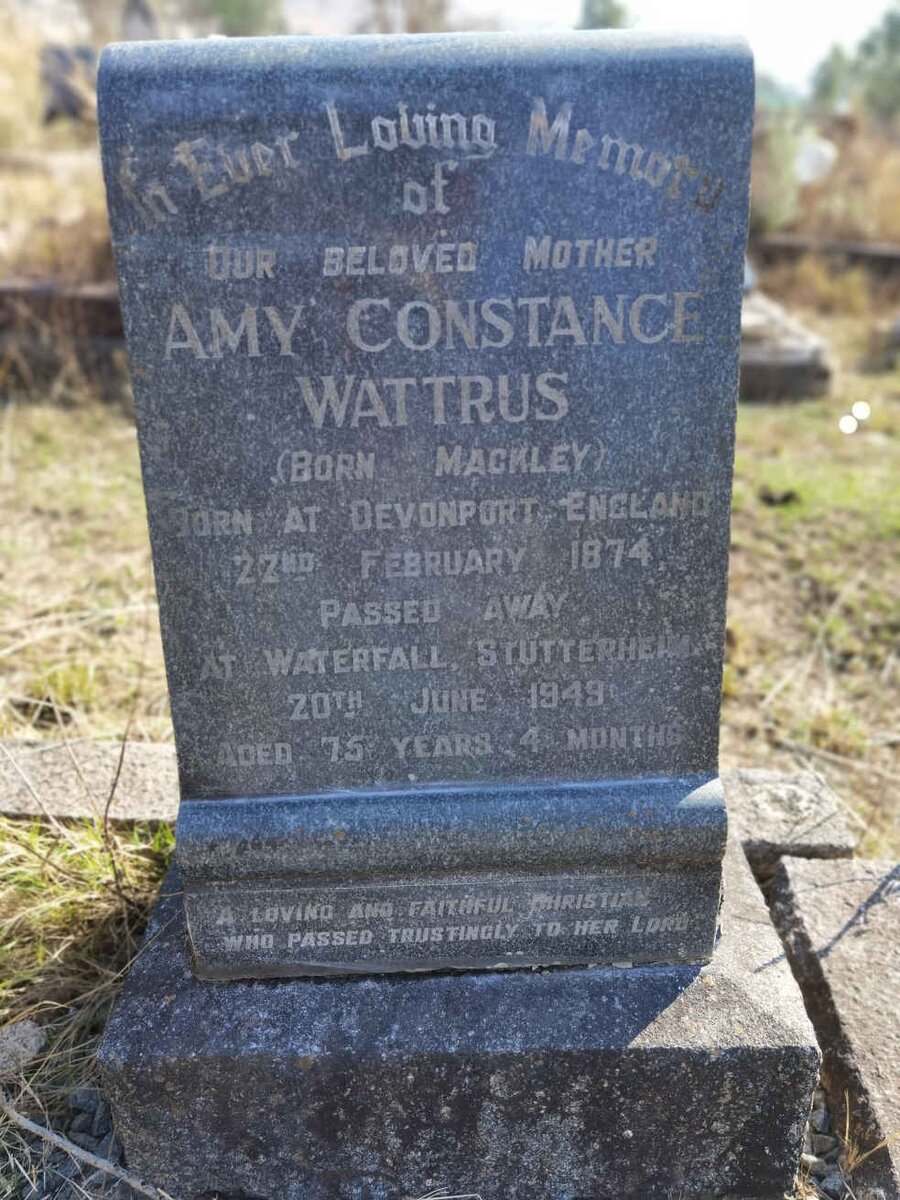 In Ever Loving Memory
of
OUR BELOVED MOTHER
AMY CONSTANCE
WATTRUS
(BORN MACKLEY)
BORN AT DEVONPORT, ENGLAND
22ND FEBRUARY 1874.
PASSED AWAY
AT WATERFALL, STUTTERHEIM
20TH JUNE 1949
AGED 75 YEARS 4 MONTHS
A LOVING AND FAITHFUL CHRISTIAN
WHO PASSED TRUSTINGLY TO HER LORD